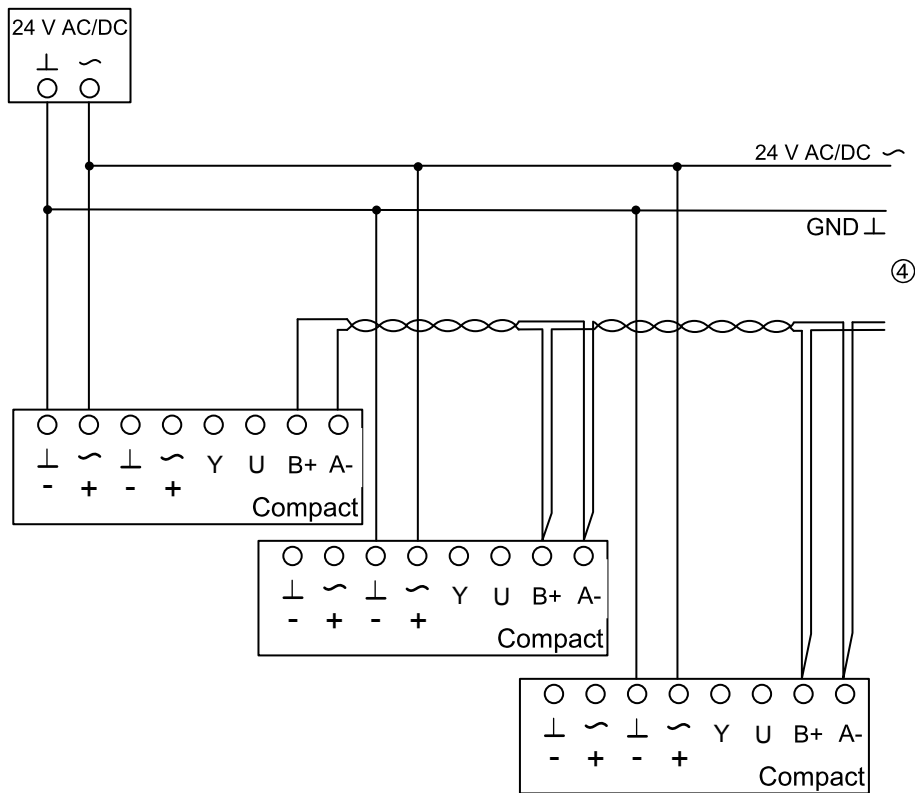 24 V AC/DC
⊥ ~
24 V AC/DC ~
GND ⊥
④
⊥ ~ ⊥ ~ Y U B+ A-
- + - +
Compact
⊥ ~ ⊥ ~ Y U B+ A-
- + - +
Compact
⊥ ~ ⊥ ~ Y U B+ A-
- + - +
Compact